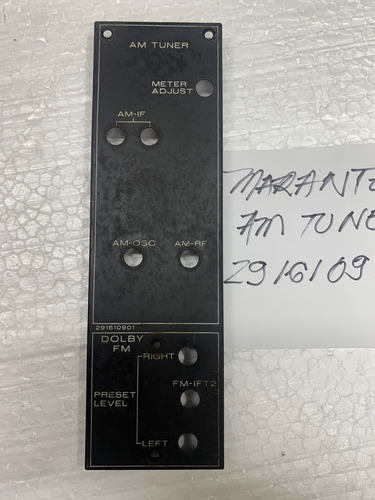 AM TUNER
METER
ADJUST
AM-IF
AM-OSC AM-RF
291610901
DOLBY
FM
RIGHT
FM-IFT2
PRESET
LEVEL
LEFT
MARANTZ
AM TUNE
2916109